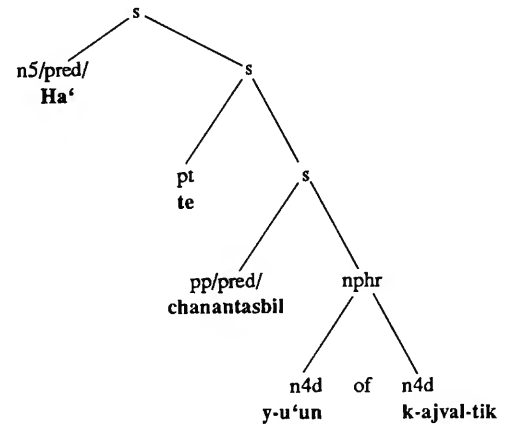 s
n5/pred/ s
Ha‘
pt s
te
pp/pred/ nphr
chanantasbil
n4d of n4d
y-u‘un k-ajval-tik